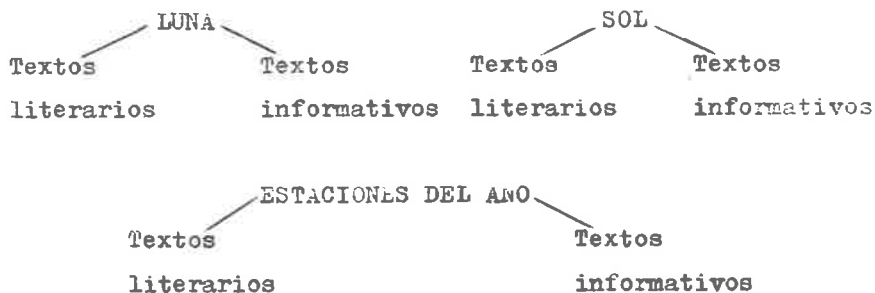 LUNA SOL
Textos Textos Textos Textos
literarios informativos literarios informativos
ESTACIONES DEL AÑO
Textos Textos
literarios informativos